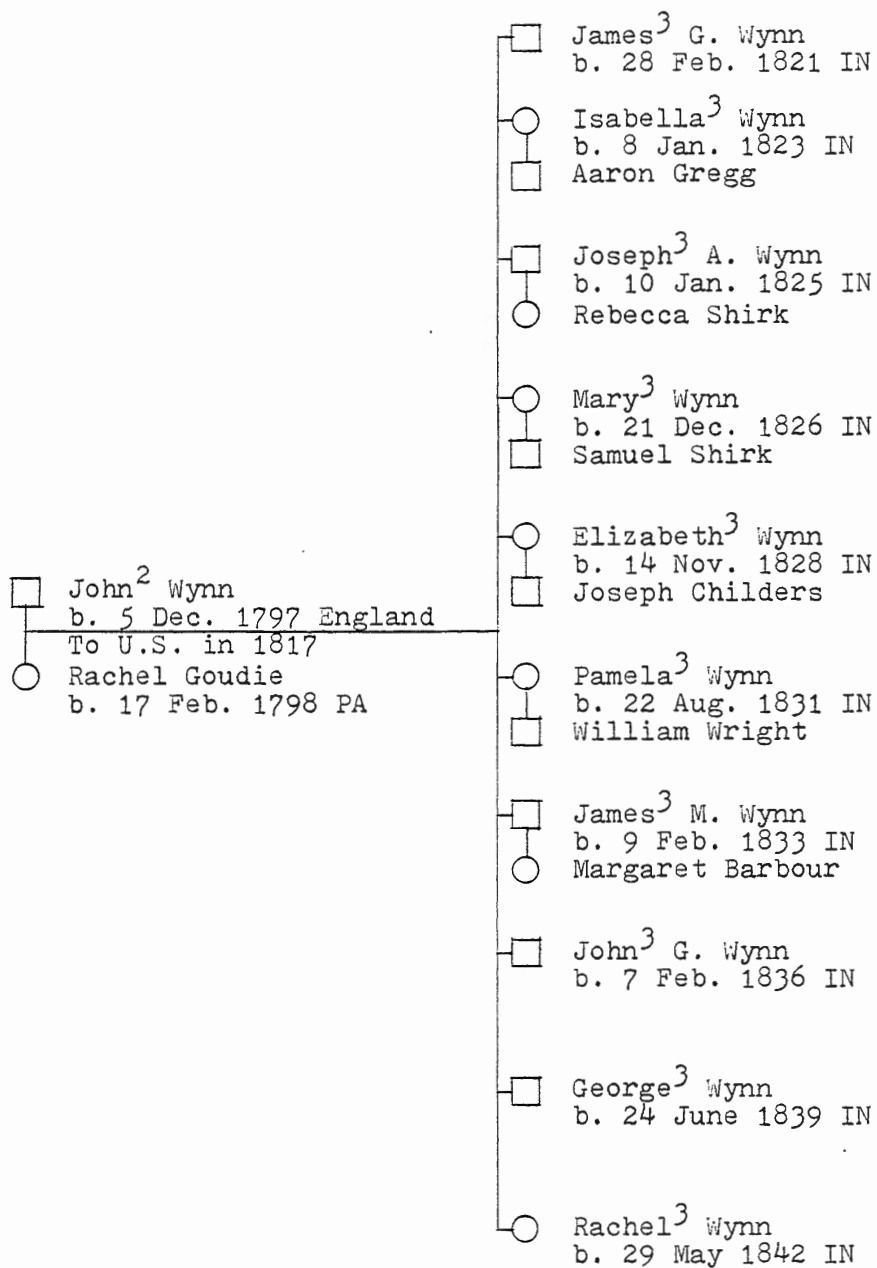 James³ G. Wynn
b. 28 Feb. 1821 IN
Isabella³ Wynn
b. 8 Jan. 1823 IN
Aaron Gregg
Joseph³ A. Wynn
b. 10 Jan. 1825 IN
Rebecca Shirk
Mary³ Wynn
b. 21 Dec. 1826 IN
Samuel Shirk
Elizabeth³ Wynn
b. 14 Nov. 1828 IN
Joseph Childers
John² Wynn
b. 5 Dec. 1797 England
To U.S. in 1817
Rachel Goudie
b. 17 Feb. 1798 PA
Pamela³ Wynn
b. 22 Aug. 1831 IN
William Wright
James³ M. Wynn
b. 9 Feb. 1833 IN
Margaret Barbour
John³ G. Wynn
b. 7 Feb. 1836 IN
George³ Wynn
b. 24 June 1839 IN
Rachel³ Wynn
b. 29 May 1842 IN